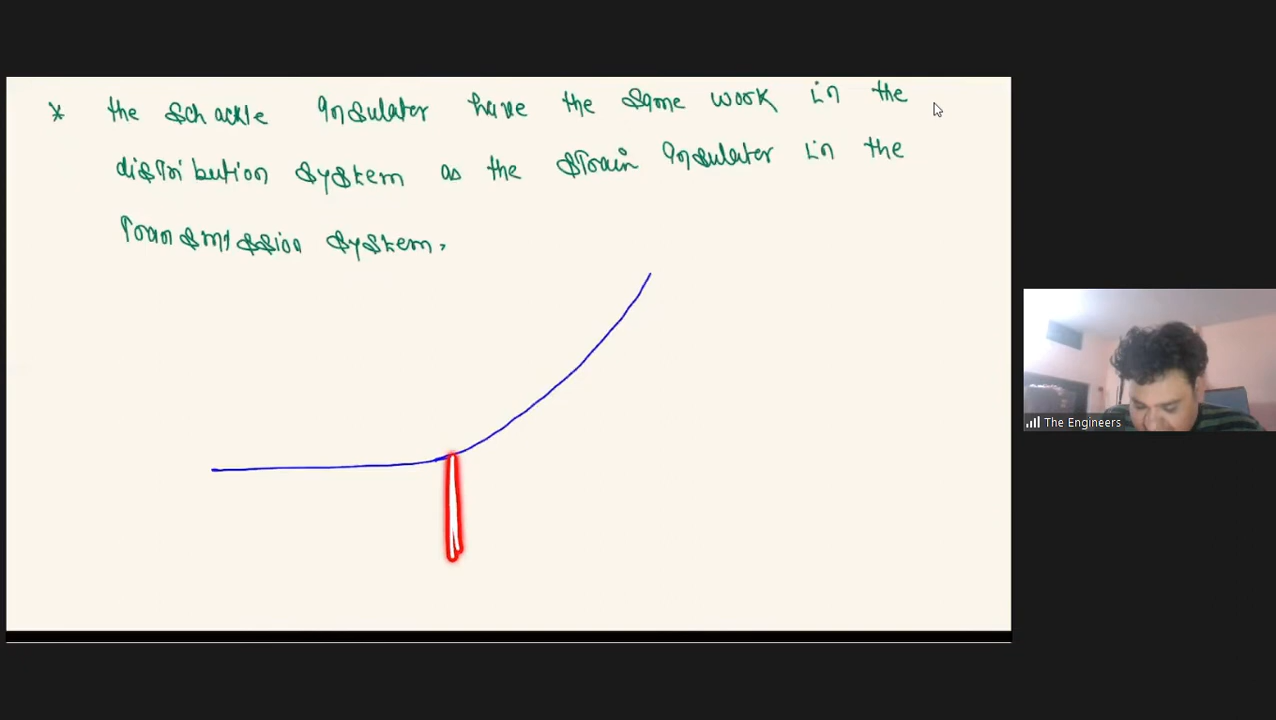 * the Schackle Insulator have the same work in the
distribution system as the strain Insulator in the
Transmission system.
The Engineers